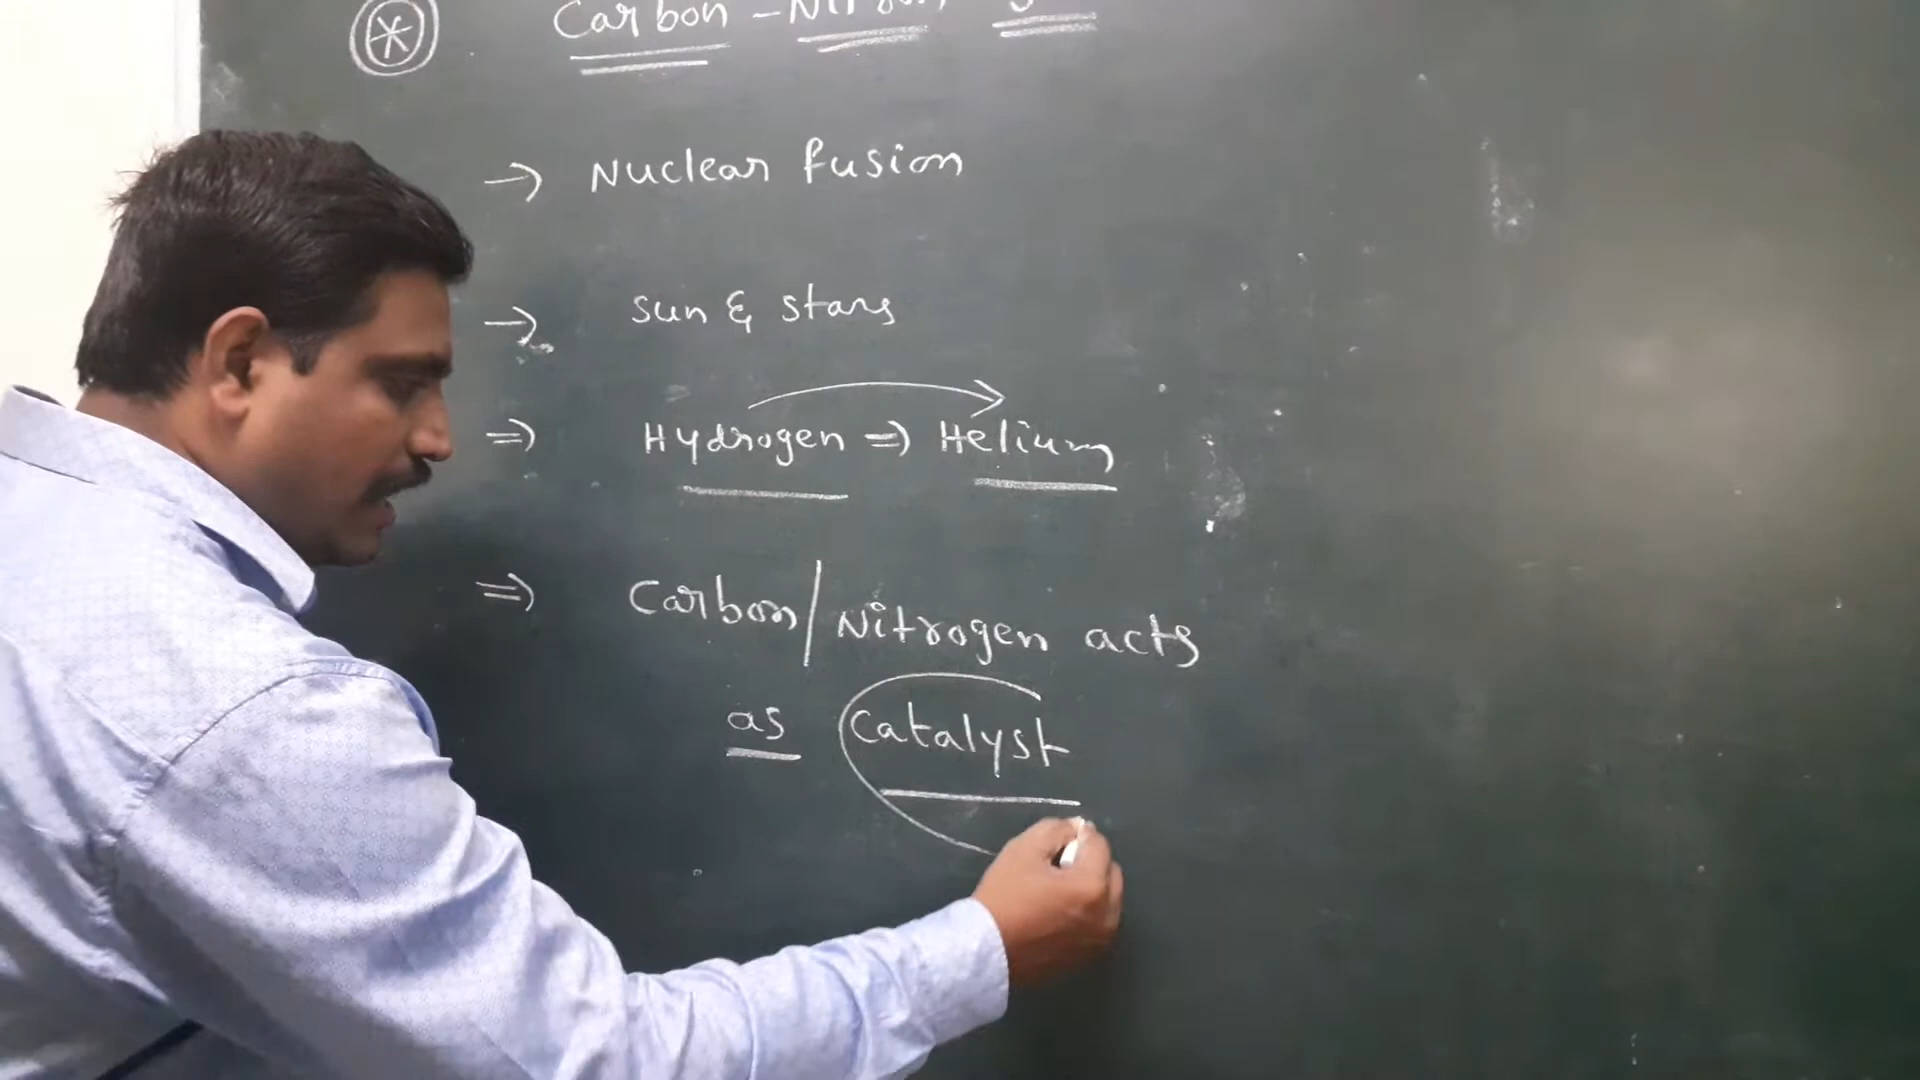 Carbon -
→ Nuclear fusion
→ sun & stars
⇒ Hydrogen ⇒ Helium
⇒ Carbon/Nitrogen acts
as Catalyst